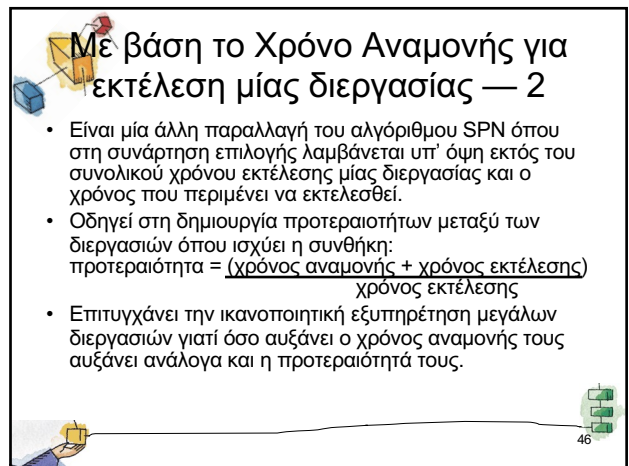 Με βάση το Χρόνο Αναμονής για
εκτέλεση μίας διεργασίας — 2
• Είναι μία άλλη παραλλαγή του αλγόριθμου SPN όπου
στη συνάρτηση επιλογής λαμβάνεται υπ’ όψη εκτός του
συνολικού χρόνου εκτέλεσης μίας διεργασίας και ο
χρόνος που περιμένει να εκτελεσθεί.
• Οδηγεί στη δημιουργία προτεραιοτήτων μεταξύ των
διεργασιών όπου ισχύει η συνθήκη:
προτεραιότητα = (χρόνος αναμονής + χρόνος εκτέλεσης)
χρόνος εκτέλεσης
• Επιτυγχάνει την ικανοποιητική εξυπηρέτηση μεγάλων
διεργασιών γιατί όσο αυξάνει ο χρόνος αναμονής τους
αυξάνει ανάλογα και η προτεραιότητά τους.
46